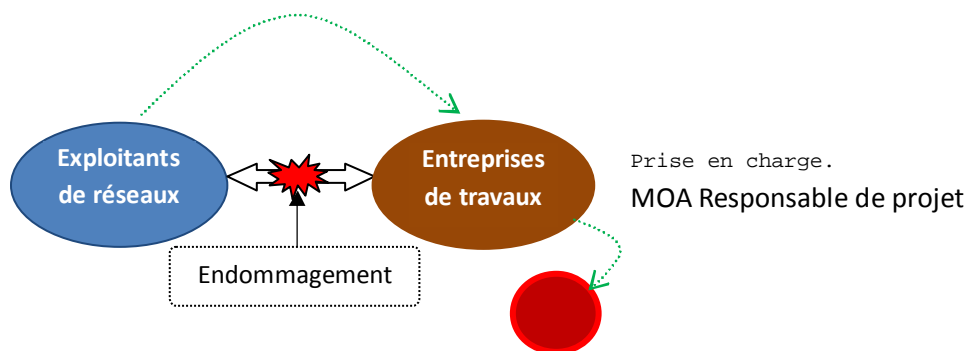 Exploitants
de réseaux
Entreprises
de travaux
Prise en charge.
MOA Responsable de projet
Endommagement